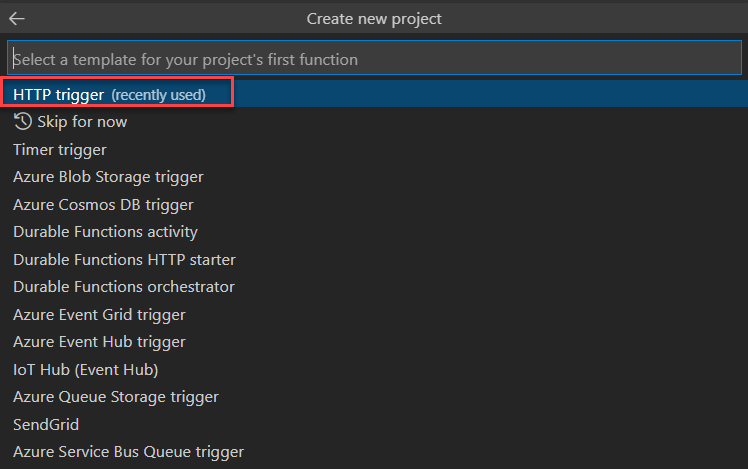 Create new project
Select a template for your project's first function
HTTP trigger (recently used)
Skip for now
Timer trigger
Azure Blob Storage trigger
Azure Cosmos DB trigger
Durable Functions activity
Durable Functions HTTP starter
Durable Functions orchestrator
Azure Event Grid trigger
Azure Event Hub trigger
IoT Hub (Event Hub)
Azure Queue Storage trigger
SendGrid
Azure Service Bus Queue trigger